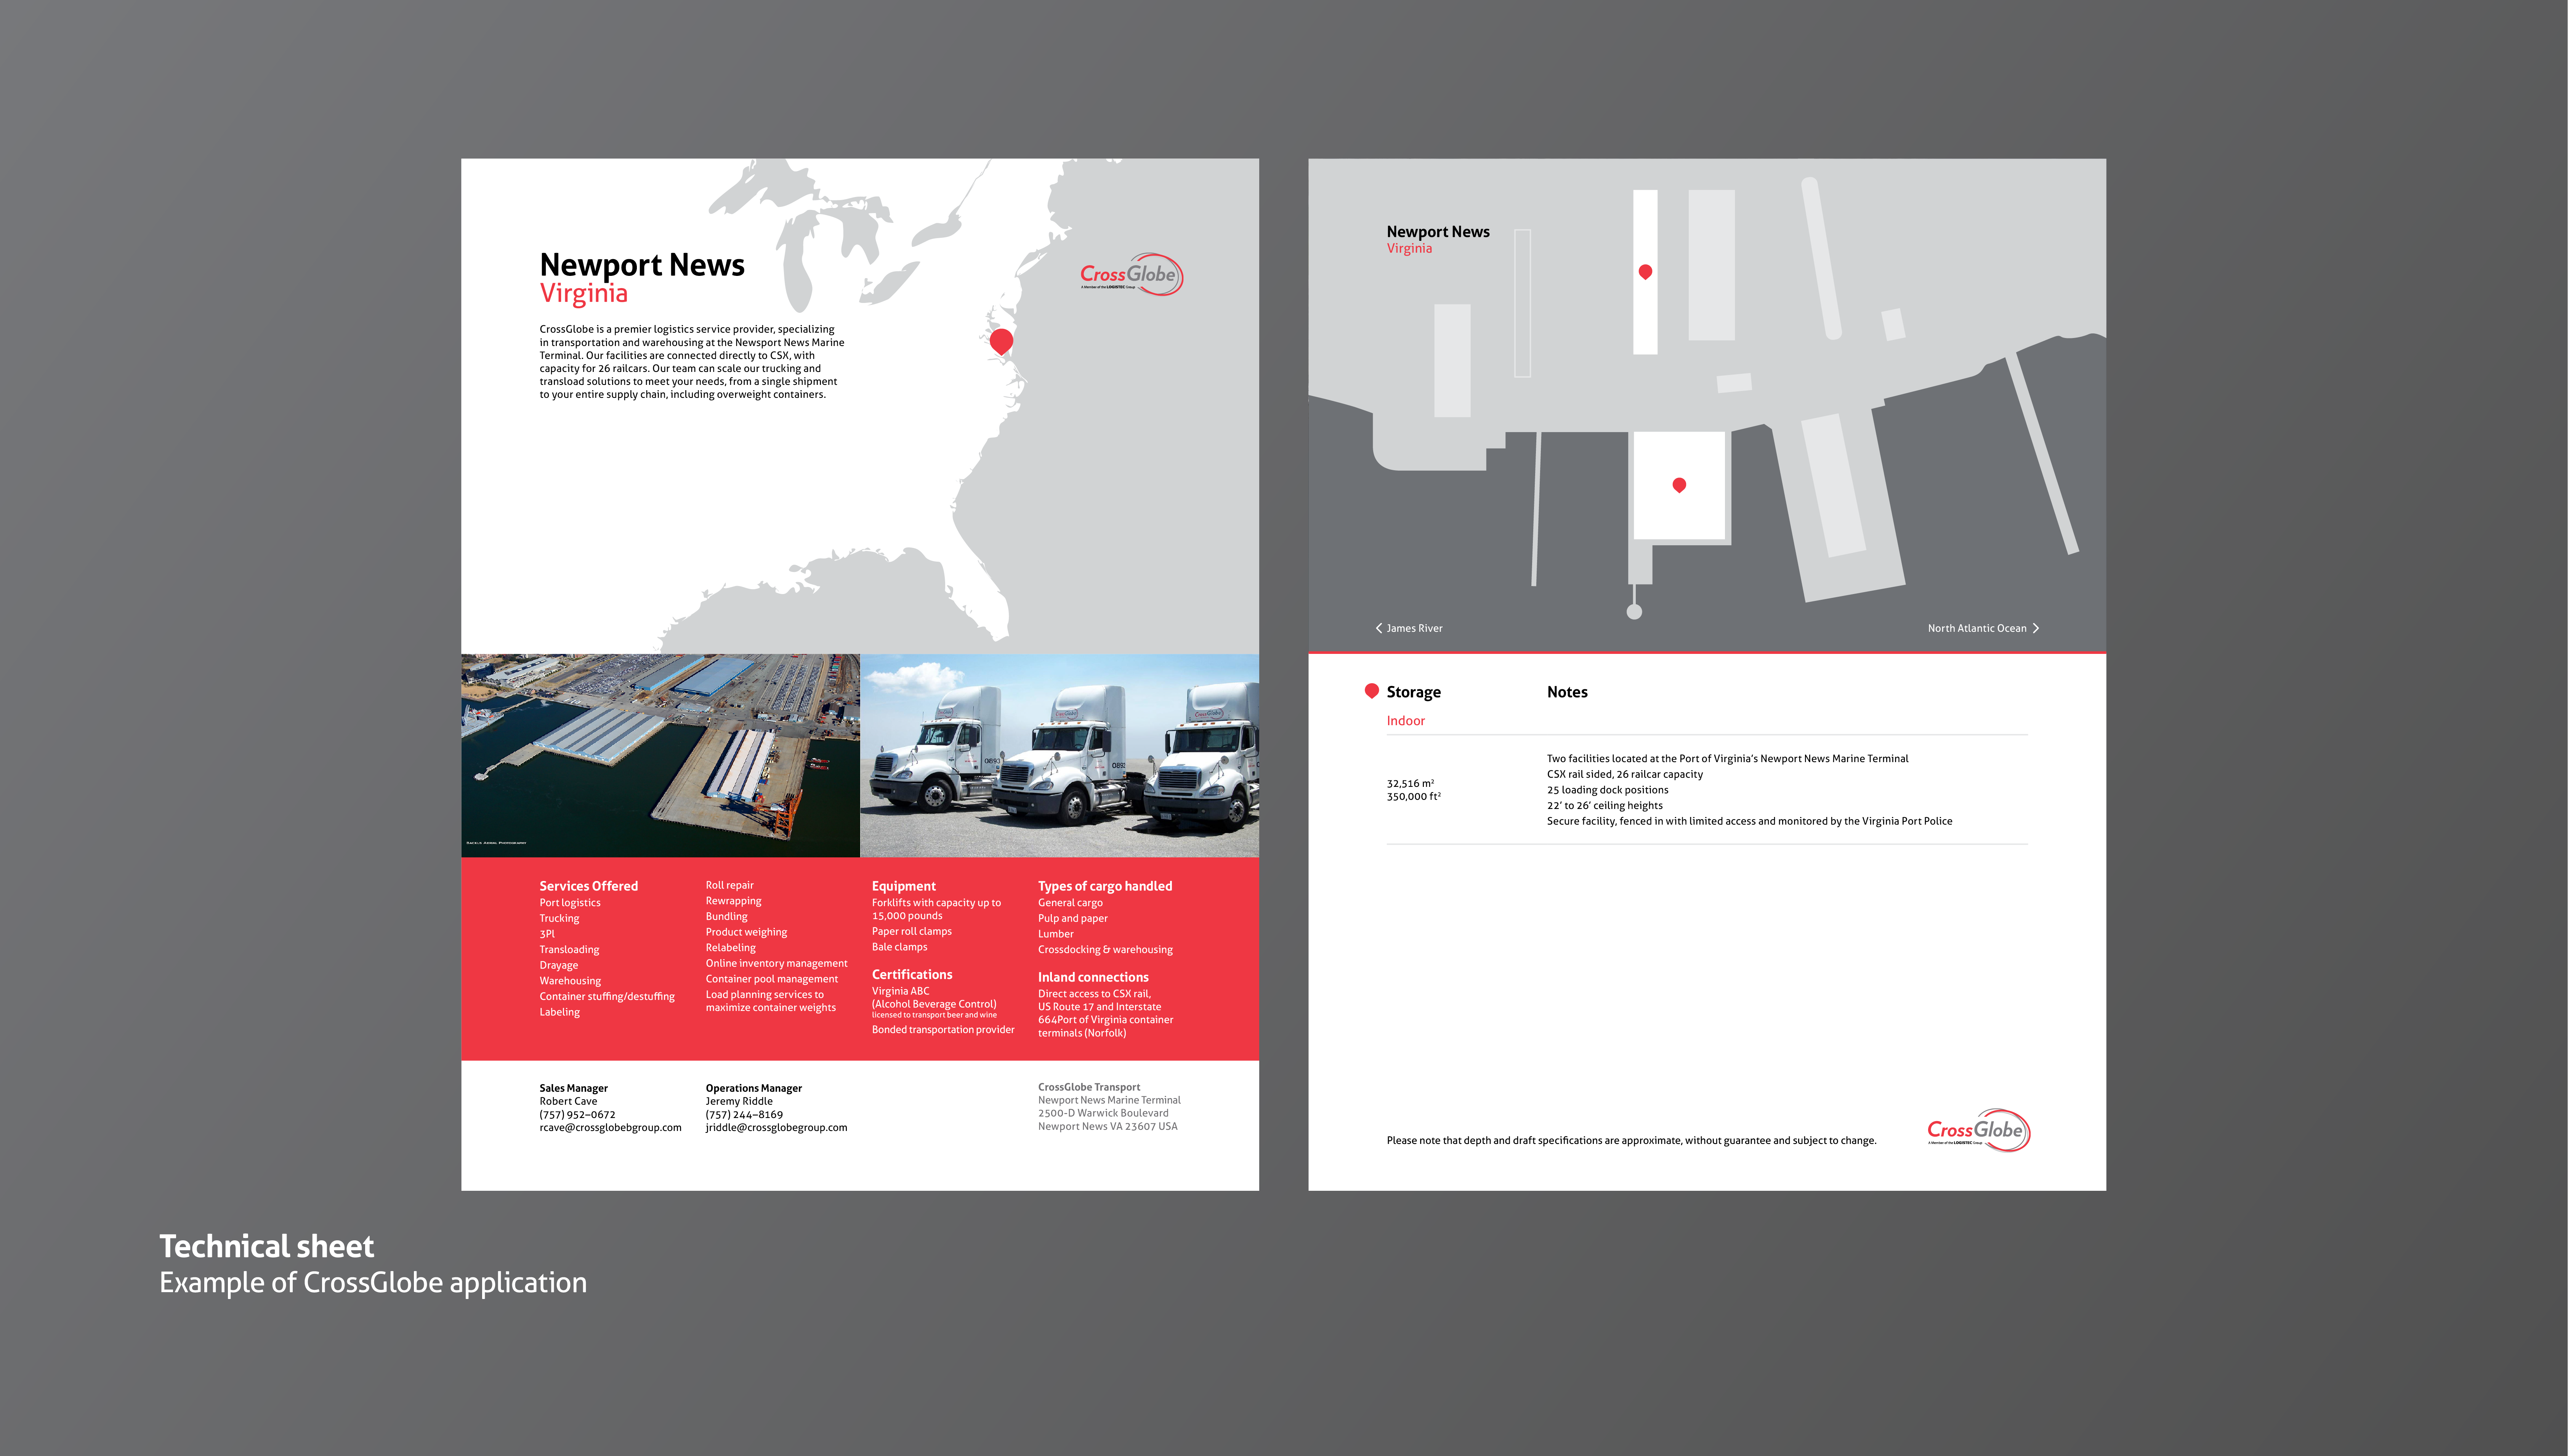 Newport News
Virginia
CrossGlobe
A Member of the LOGISTEC Group
CrossGlobe is a premier logistics service provider, specializing
in transportation and warehousing at the Newsport News Marine
Terminal. Our facilities are connected directly to CSX, with
capacity for 26 railcars. Our team can scale our trucking and
transload solutions to meet your needs, from a single shipment
to your entire supply chain, including overweight containers.
Services Offered
Port logistics
Trucking
3Pl
Transloading
Drayage
Warehousing
Container stuffing/destuffing
Labeling
Roll repair
Rewrapping
Bundling
Product weighing
Relabeling
Online inventory management
Container pool management
Load planning services to
maximize container weights
Equipment
Forklifts with capacity up to
15,000 pounds
Paper roll clamps
Bale clamps
Certifications
Virginia ABC
(Alcohol Beverage Control)
licensed to transport beer and wine
Bonded transportation provider
Types of cargo handled
General cargo
Pulp and paper
Lumber
Crossdocking & warehousing
Inland connections
Direct access to CSX rail,
US Route 17 and Interstate
664Port of Virginia container
terminals (Norfolk)
Sales Manager
Robert Cave
(757) 952–0672
rcave@crossglobebgroup.com
Operations Manager
Jeremy Riddle
(757) 244–8169
jriddle@crossglobegroup.com
CrossGlobe Transport
Newport News Marine Terminal
2500-D Warwick Boulevard
Newport News VA 23607 USA
Newport News
Virginia
James River
North Atlantic Ocean
Storage
Notes
Indoor
32,516 m²
350,000 ft²
Two facilities located at the Port of Virginia’s Newport News Marine Terminal
CSX rail sided, 26 railcar capacity
25 loading dock positions
22’ to 26’ ceiling heights
Secure facility, fenced in with limited access and monitored by the Virginia Port Police
Please note that depth and draft specifications are approximate, without guarantee and subject to change.
CrossGlobe
A Member of the LOGISTEC Group
Technical sheet
Example of CrossGlobe application